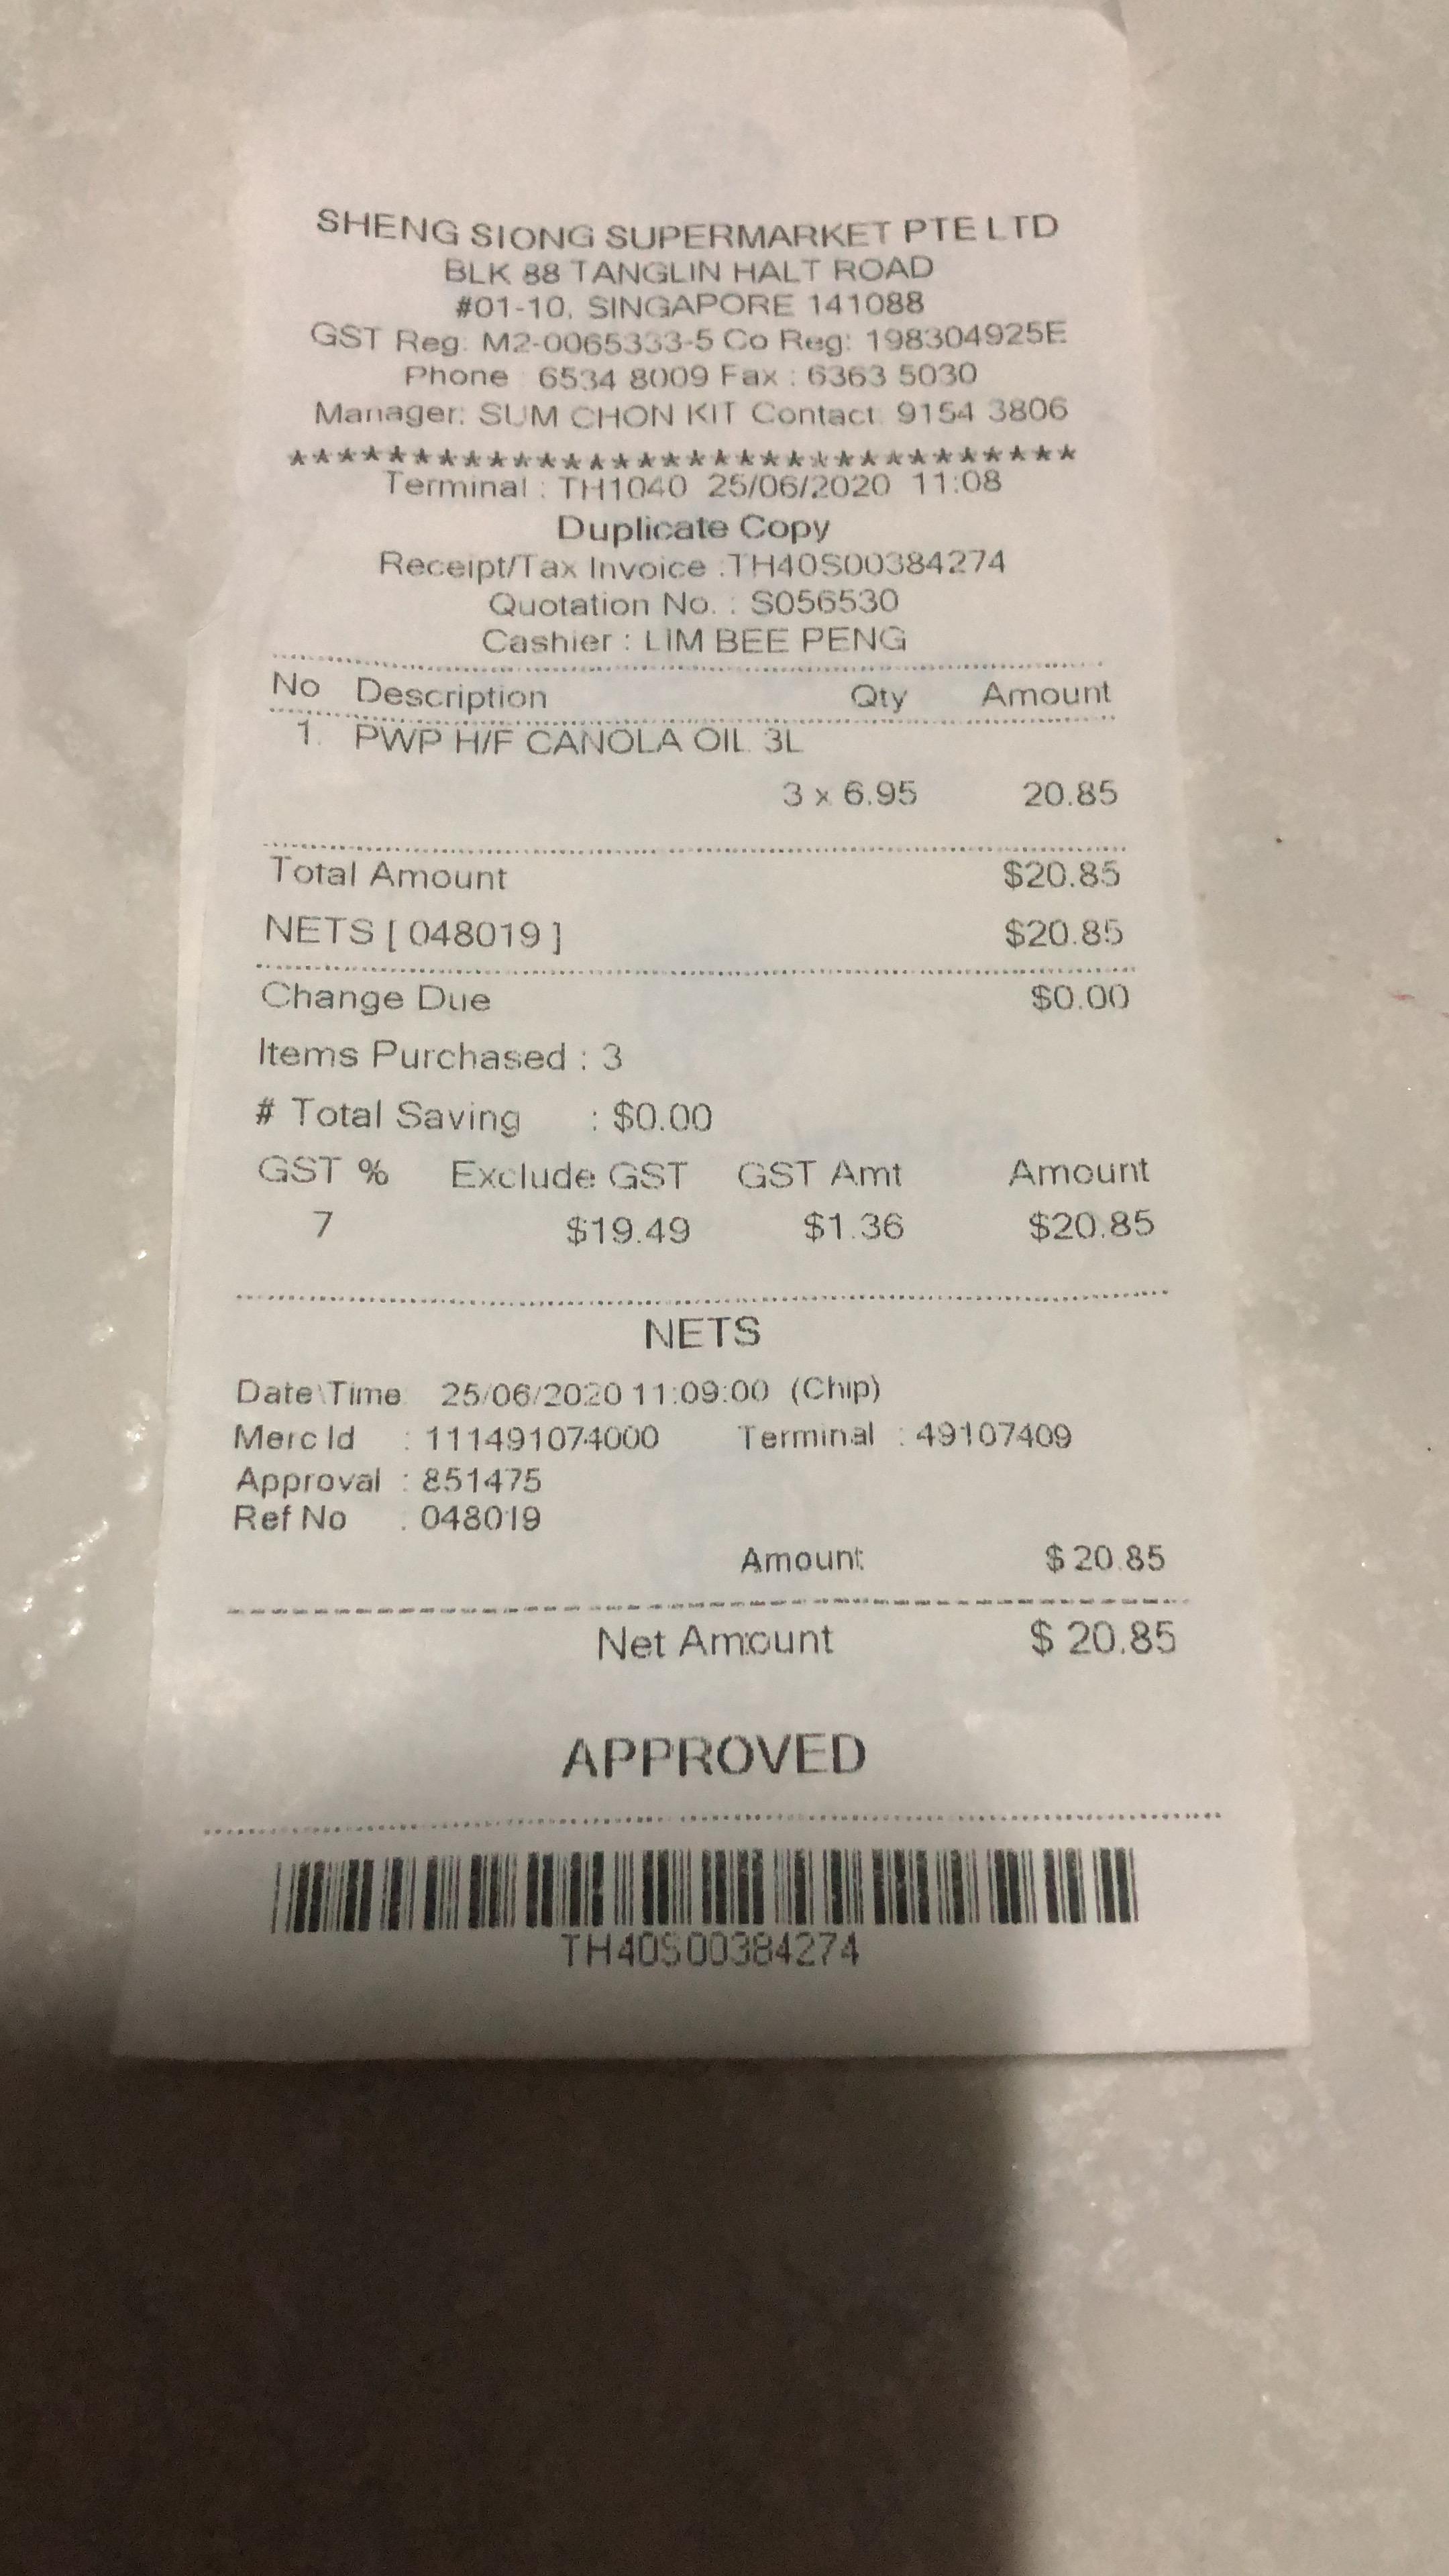 SHENG SIONG SUPERMARKET PTE LTD
BLK 88 TANGLIN HALT ROAD
#01-10, SINGAPORE 141088
GST Reg: M2-0065333-5 Co Reg: 198304925E
Phone : 6534 8009 Fax : 6363 5030
Manager: SUM CHON KIT Contact: 9154 3806
********************************
Terminal : TH1040 25/06/2020 11:08
Duplicate Copy
Receipt/Tax Invoice :TH40S00384274
Quotation No. : S056530
Cashier : LIM BEE PENG
No Description Qty Amount
1. PWP H/F CANOLA OIL 3L
3 x 6.95 20.85
Total Amount $20.85
NETS [ 048019 ] $20.85
Change Due $0.00
Items Purchased : 3
# Total Saving : $0.00
GST % Exclude GST GST Amt Amount
7 $19.49 $1.36 $20.85
NETS
Date\Time: 25/06/2020 11:09:00 (Chip)
Merc Id : 111491074000 Terminal : 49107409
Approval : 851475
Ref No : 048019
Amount: $ 20.85
Net Amount $ 20.85
APPROVED
TH40S00384274